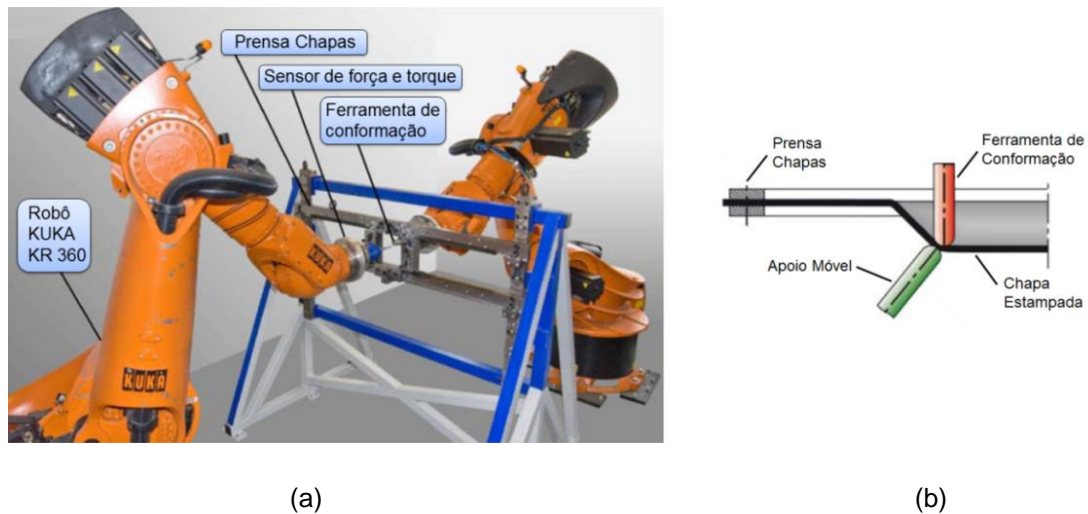 Prensa Chapas
Sensor de força e torque
Ferramenta de
conformação
Robô
KUKA
KR 360
KUKA
KUKA
Prensa
Chapas
Ferramenta de
Conformação
Apoio Móvel
Chapa
Estampada
(a)
(b)